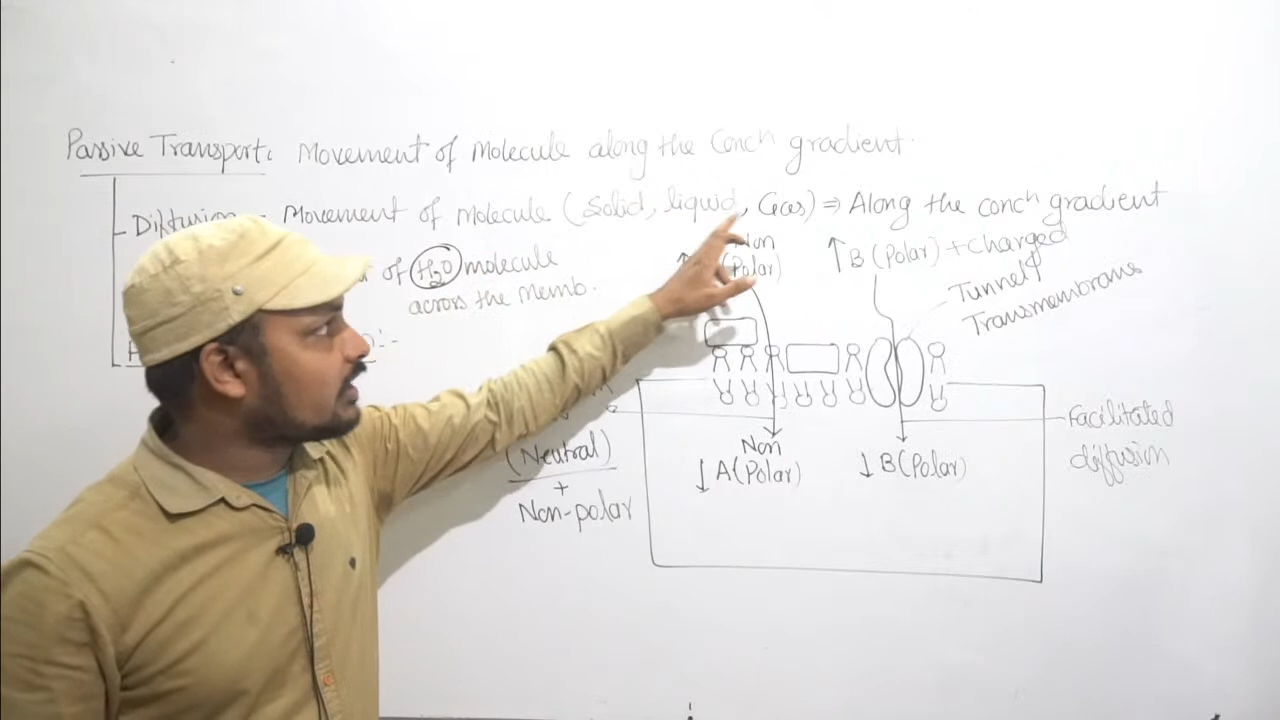 Passive Transport: Movement of Molecule along the Conch gradient.
Diffusion - Movement of Molecule (Solid, liquid, Gas) ⇒ Along the conch gradient
of H2O molecule
across the Memb.
Non
(Polar)
↑ B (Polar) + Charged
Tunnel
Transmembrane
(Neutral)
+
Non-polar
Non
↓ A (Polar)
↓ B (Polar)
Facilitated
diffusion